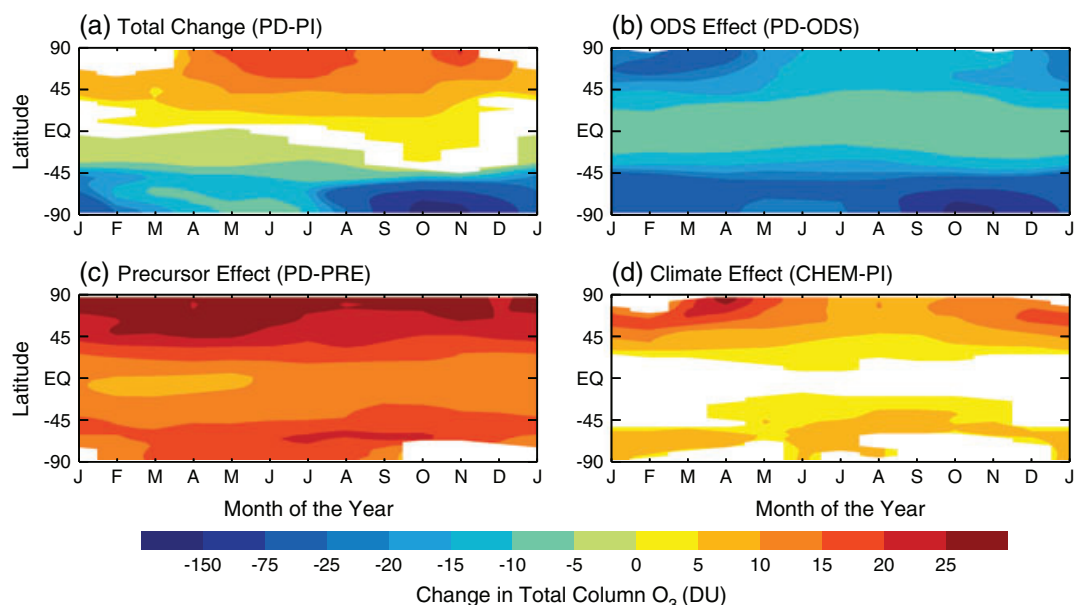 (a) Total Change (PD-PI)
(b) ODS Effect (PD-ODS)
Latitude
90
45
EQ
-45
-90
J F M A M J J A S O N D J
90
45
EQ
-45
-90
J F M A M J J A S O N D J
(c) Precursor Effect (PD-PRE)
(d) Climate Effect (CHEM-PI)
Latitude
90
45
EQ
-45
-90
J F M A M J J A S O N D J
Month of the Year
90
45
EQ
-45
-90
J F M A M J J A S O N D J
Month of the Year
-150 -75 -25 -20 -15 -10 -5 0 5 10 15 20 25
Change in Total Column O₃ (DU)